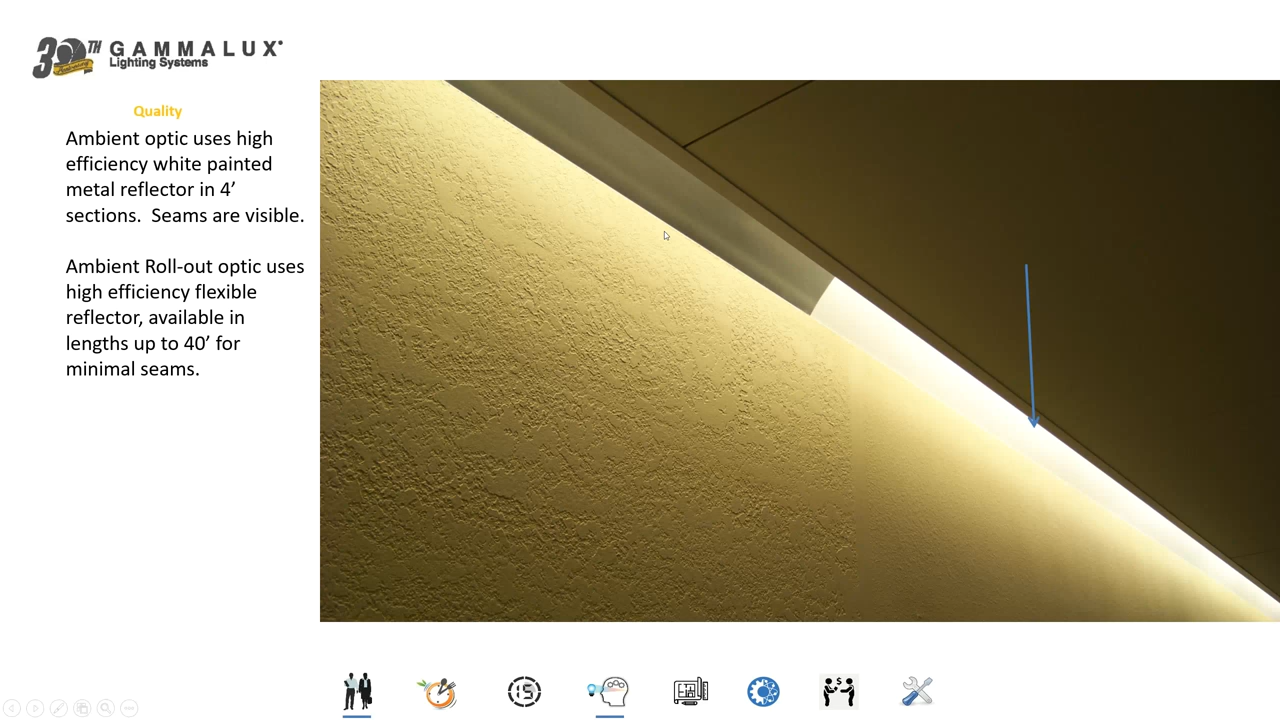 30TH
GAMMALUX
Lighting Systems
Quality
Ambient optic uses high
efficiency white painted
metal reflector in 4’
sections.  Seams are visible.
Ambient Roll-out optic uses
high efficiency flexible
reflector, available in
lengths up to 40’ for
minimal seams.
15
$